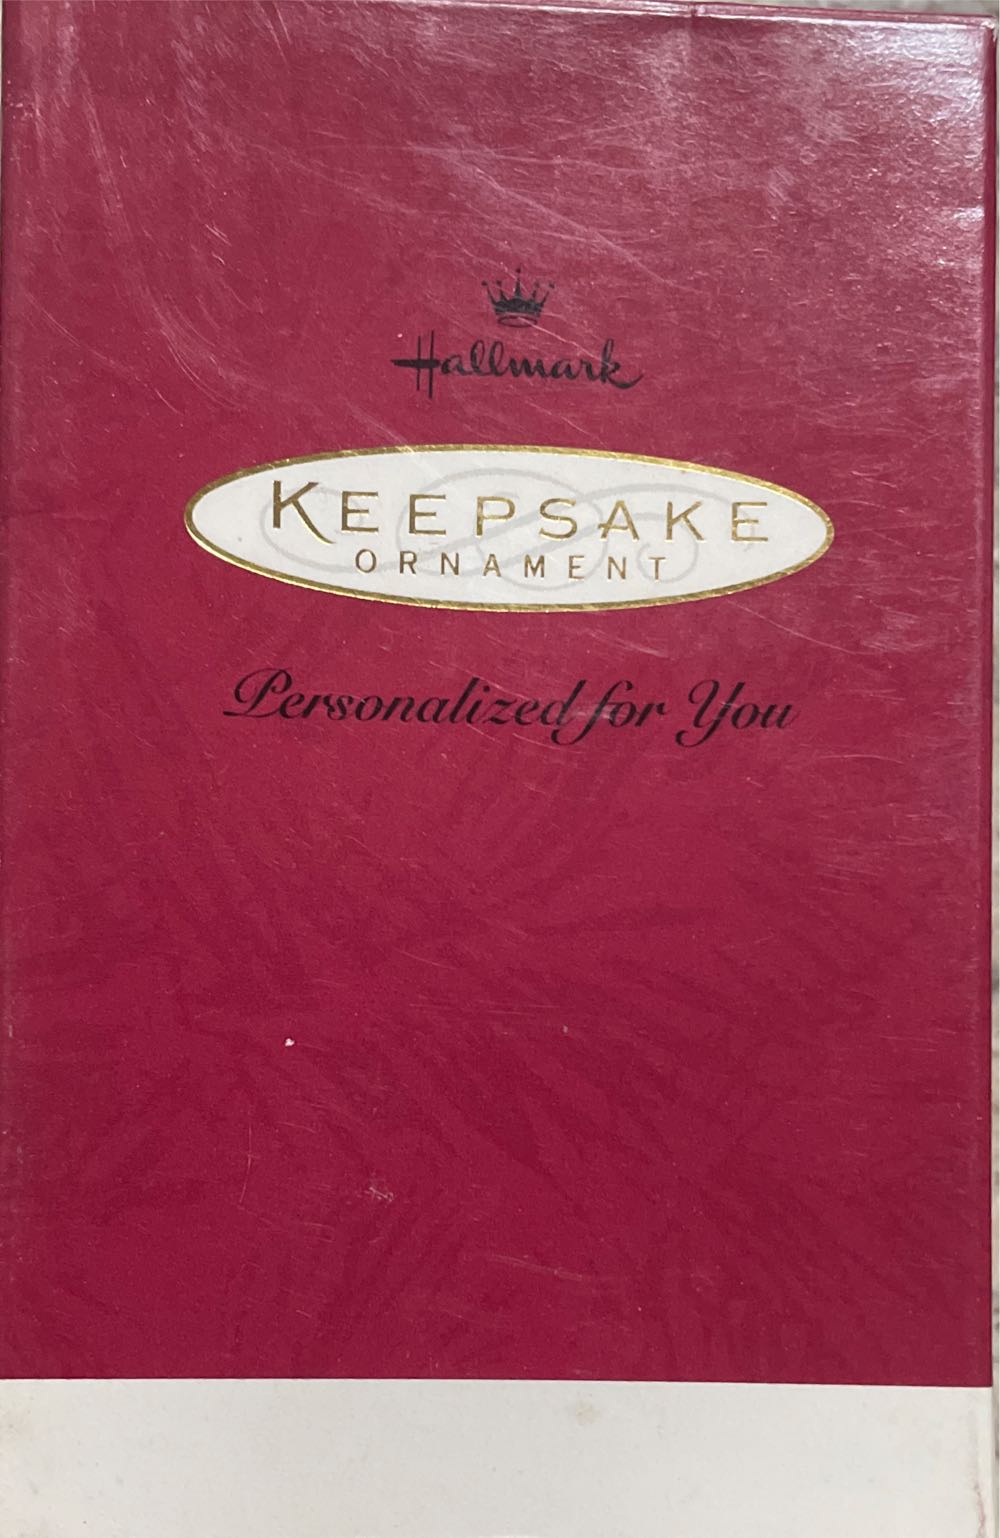 Hallmark
KEEPSAKE
ORNAMENT
Personalized for You